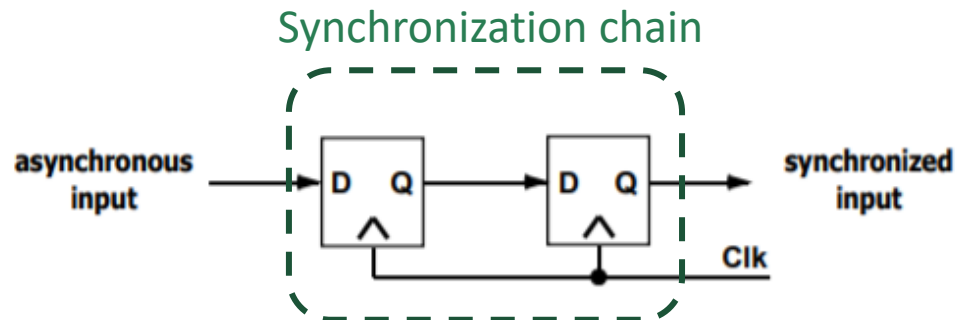 Synchronization chain
asynchronous
input
D Q
D Q
synchronized
input
Clk